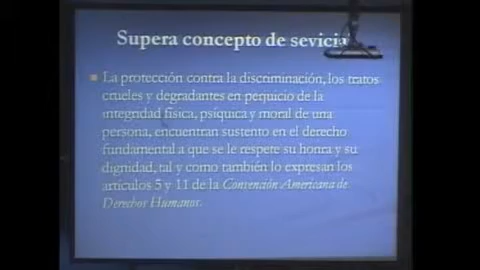 Supera concepto de sevicia
La protección contra la discriminación, los tratos
crueles y degradantes en perjuicio de la
integridad física, psíquica y moral de una
persona, encuentran sustento en el derecho
fundamental a que se le respete su honra y su
dignidad, tal y como también lo expresan los
artículos 5 y 11 de la Convención Americana de
Derechos Humanos.